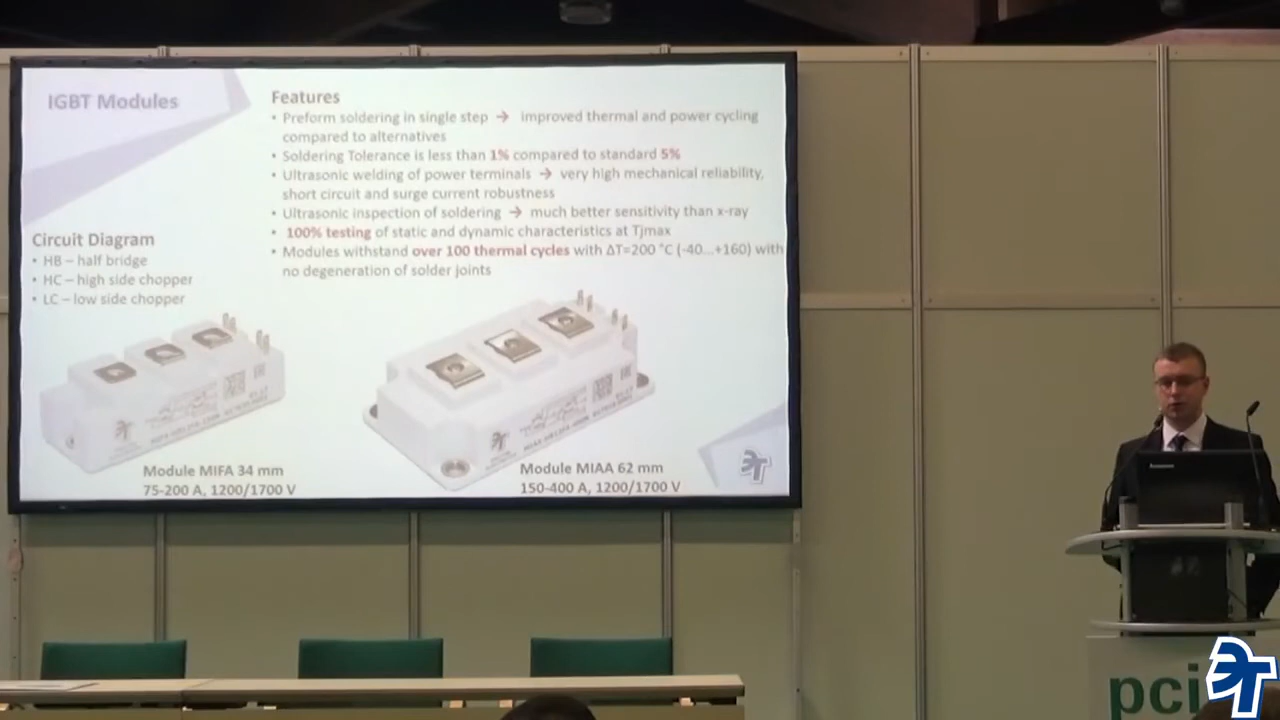 IGBT Modules
Features
• Preform soldering in single step → improved thermal and power cycling
compared to alternatives
• Soldering Tolerance is less than 1% compared to standard 5%
• Ultrasonic welding of power terminals → very high mechanical reliability,
short circuit and surge current robustness
• Ultrasonic inspection of soldering → much better sensitivity than x-ray
• 100% testing of static and dynamic characteristics at Tjmax
• Modules withstand over 100 thermal cycles with ΔT=200 °C (-40...+160) with
no degeneration of solder joints
Circuit Diagram
• HB – half bridge
• HC – high side chopper
• LC – low side chopper
Module MIFA 34 mm
75-200 A, 1200/1700 V
Module MIAA 62 mm
150-400 A, 1200/1700 V
ЭТ
Lenovo
pci
ЭТ